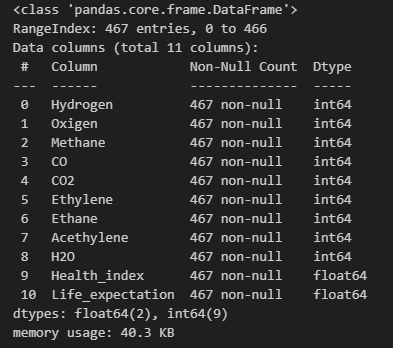 <class 'pandas.core.frame.DataFrame'>
RangeIndex: 467 entries, 0 to 466
Data columns (total 11 columns):
 #   Column            Non-Null Count  Dtype
---  ------            --------------  -----
 0   Hydrogen          467 non-null    int64
 1   Oxigen            467 non-null    int64
 2   Methane           467 non-null    int64
 3   CO                467 non-null    int64
 4   CO2               467 non-null    int64
 5   Ethylene          467 non-null    int64
 6   Ethane            467 non-null    int64
 7   Acethylene        467 non-null    int64
 8   H2O               467 non-null    int64
 9   Health_index      467 non-null    float64
 10  Life_expectation  467 non-null    float64
dtypes: float64(2), int64(9)
memory usage: 40.3 KB